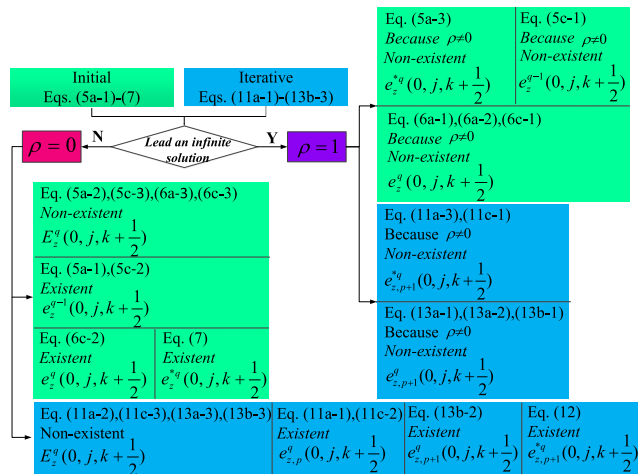 Initial
Eqs. (5a-1)-(7)
Iterative
Eqs. (11a-1)-(13b-3)
N
Lead an infinite
solution
Y
ρ = 0
ρ = 1
Eq. (5a-3)
Because ρ≠0
Non-existent
e_z^{*q}(0, j, k + 1/2)
Eq. (5c-1)
Because ρ≠0
Non-existent
e_z^{q-1}(0, j, k + 1/2)
Eq. (6a-1),(6a-2),(6c-1)
Because ρ≠0
Non-existent
e_z^q(0, j, k + 1/2)
Eq. (11a-3),(11c-1)
Because ρ≠0
Non-existent
e_{z,p+1}^{*q}(0, j, k + 1/2)
Eq. (13a-1),(13a-2),(13b-1)
Because ρ≠0
Non-existent
e_{z,p+1}^q(0, j, k + 1/2)
Eq. (5a-2),(5c-3),(6a-3),(6c-3)
Non-existent
E_z^q(0, j, k + 1/2)
Eq. (5a-1),(5c-2)
Existent
e_z^{q-1}(0, j, k + 1/2)
Eq. (6c-2)
Existent
e_z^q(0, j, k + 1/2)
Eq. (7)
Existent
e_z^{*q}(0, j, k + 1/2)
Eq. (11a-2),(11c-3),(13a-3),(13b-3)
Non-existent
E_z^q(0, j, k + 1/2)
Eq. (11a-1),(11c-2)
Existent
e_{z,p}^q(0, j, k + 1/2)
Eq. (13b-2)
Existent
e_{z,p+1}^q(0, j, k + 1/2)
Eq. (12)
Existent
e_{z,p+1}^{*q}(0, j, k + 1/2)